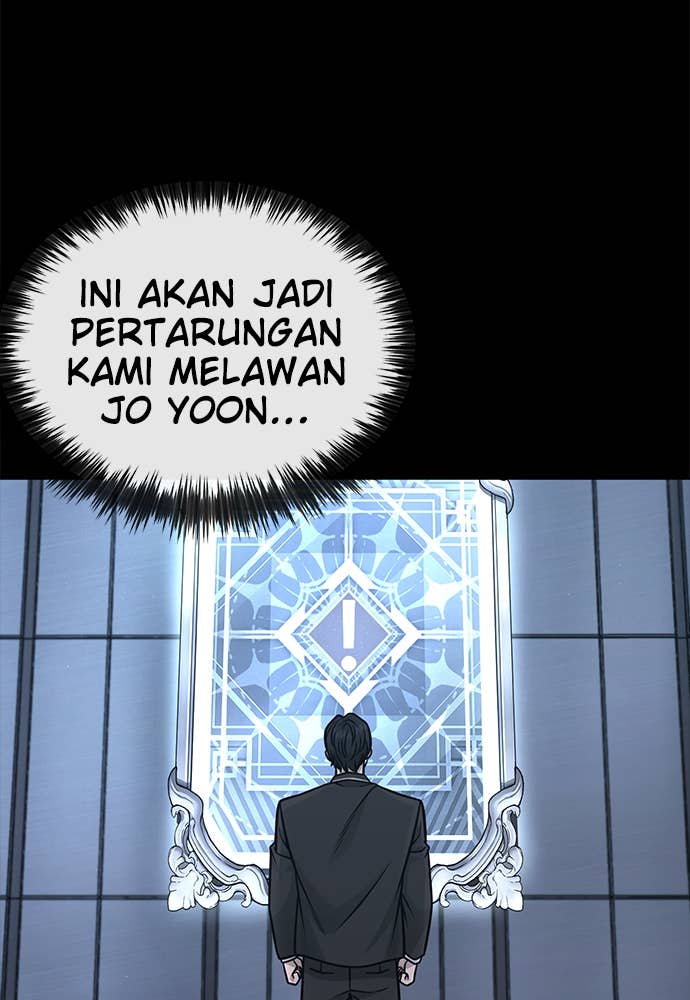 INI AKAN JADI
PERTARUNGAN
KAMI MELAWAN
JO YOON...
!